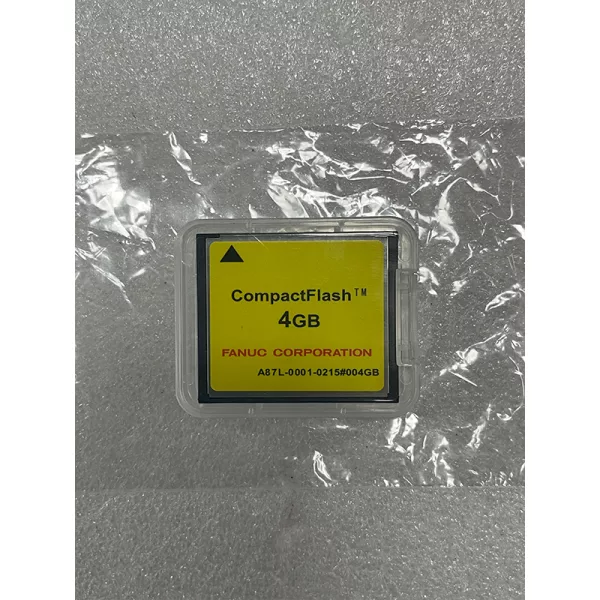 CompactFlash™
4GB
FANUC CORPORATION
A87L-0001-0215#004GB